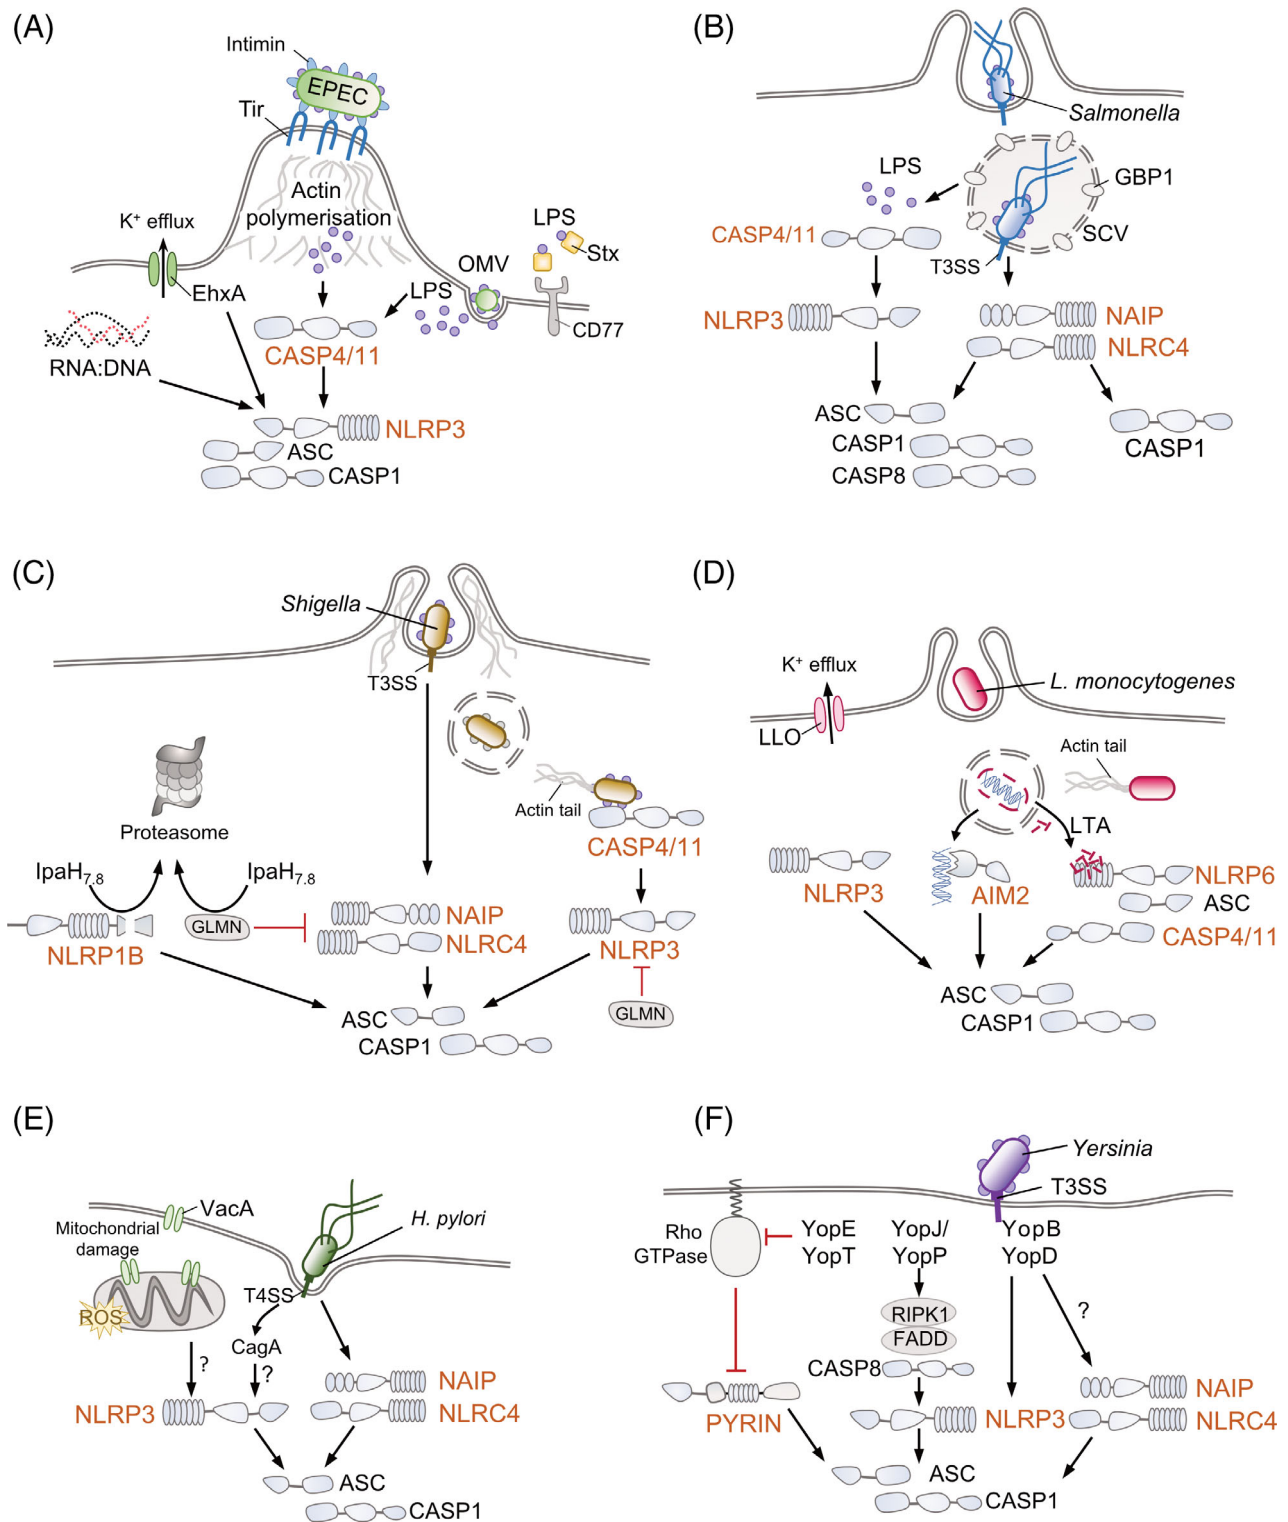 (A)
Intimin
EPEC
Tir
Actin
polymerisation
K+ efflux
EhxA
LPS
Stx
OMV
LPS
CD77
RNA:DNA
CASP4/11
NLRP3
ASC
CASP1
(B)
Salmonella
LPS
GBP1
CASP4/11
SCV
T3SS
NLRP3
NAIP
NLRC4
ASC
CASP1
CASP8
CASP1
(C)
Shigella
T3SS
Proteasome
Actin tail
CASP4/11
IpaH7.8
IpaH7.8
GLMN
NAIP
NLRC4
NLRP1B
NLRP3
GLMN
ASC
CASP1
(D)
K+ efflux
L. monocytogenes
LLO
Actin tail
LTA
NLRP3
AIM2
NLRP6
ASC
CASP4/11
ASC
CASP1
(E)
VacA
Mitochondrial
damage
H. pylori
T4SS
ROS
CagA
?
?
NLRP3
NAIP
NLRC4
ASC
CASP1
(F)
Yersinia
T3SS
Rho
GTPase
YopE
YopT
YopJ/
YopP
YopB
YopD
?
RIPK1
FADD
CASP8
PYRIN
NLRP3
NAIP
NLRC4
ASC
CASP1